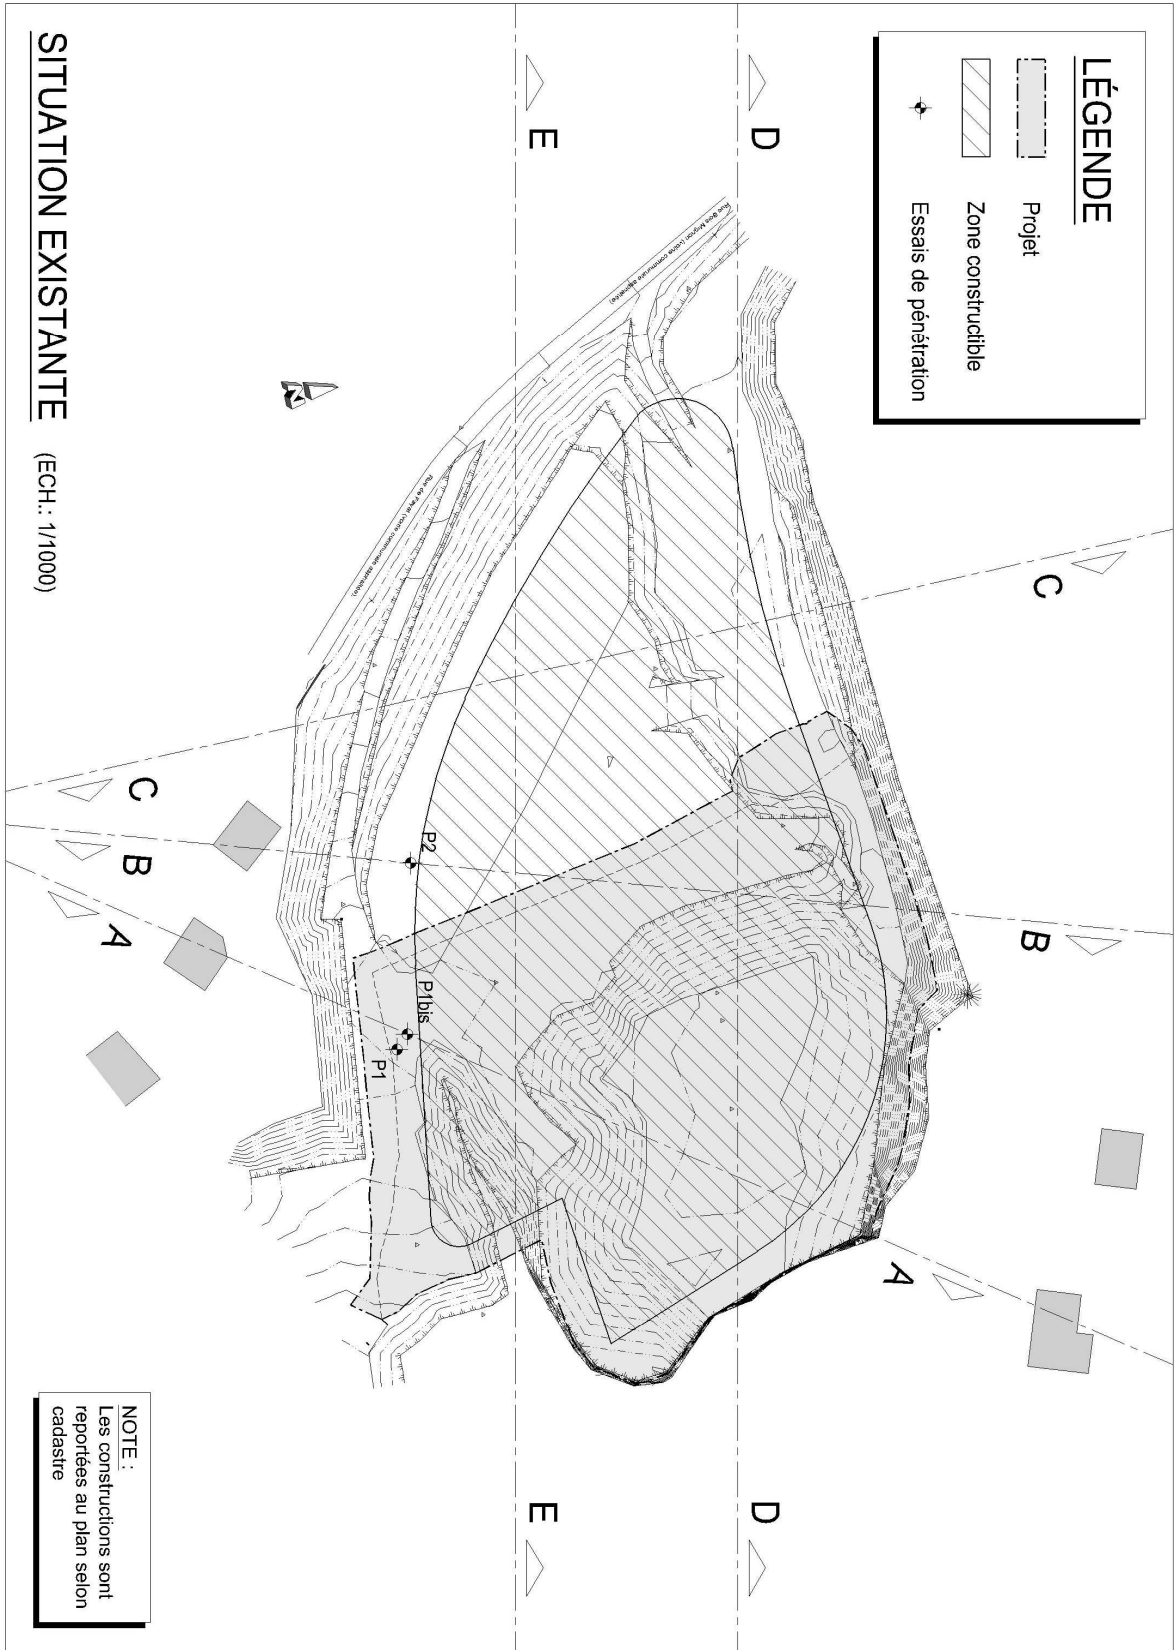 LÉGENDE
Projet
Zone constructible
Essais de pénétration
D
D
E
E
C
C
B
B
A
A
P2
P1bis
P1
N
SITUATION EXISTANTE (ECH.: 1/1000)
NOTE :
Les constructions sont
reportées au plan selon
cadastre